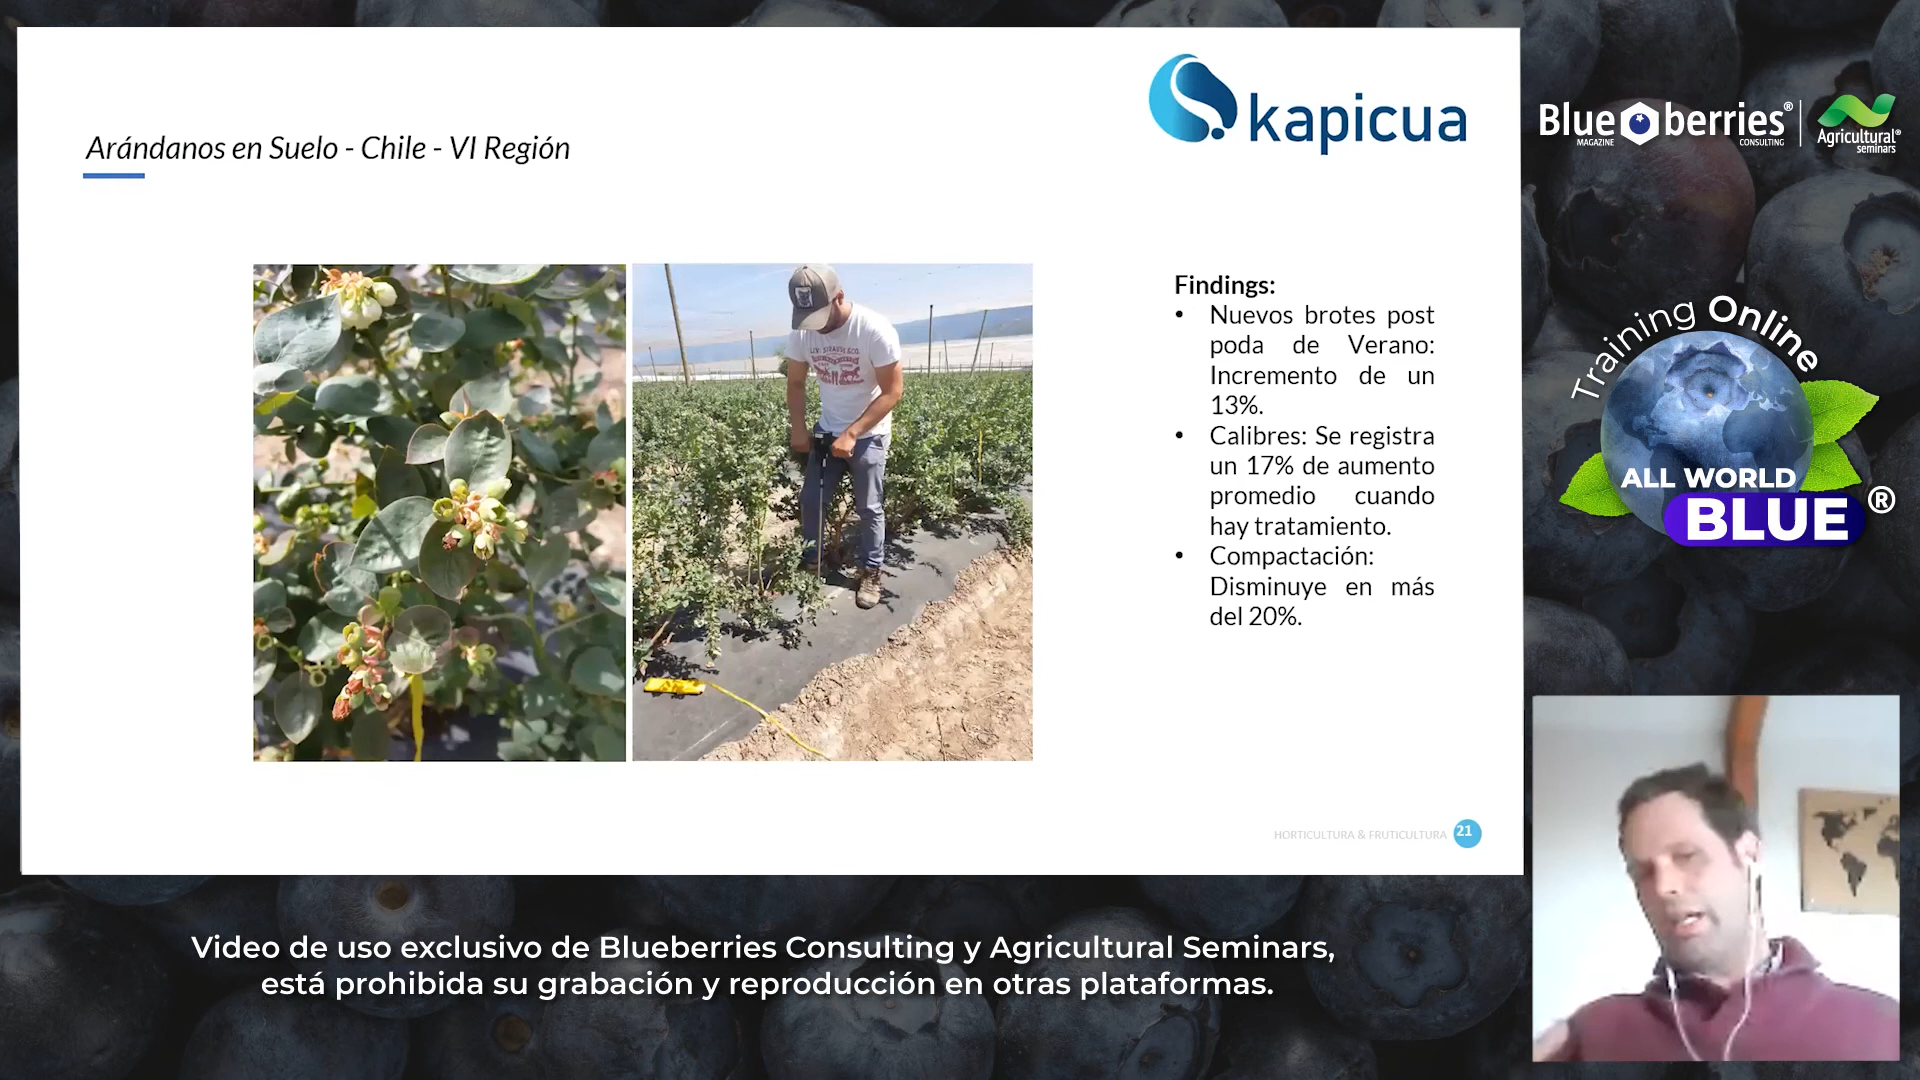 kapicua
Arándanos en Suelo - Chile - VI Región
Findings:
• Nuevos brotes post
poda de Verano:
Incremento de un
13%.
• Calibres: Se registra
un 17% de aumento
promedio cuando
hay tratamiento.
• Compactación:
Disminuye en más
del 20%.
HORTICULTURA & FRUTICULTURA 21
Blue berries®
MAGAZINE CONSULTING
Agricultural®
seminars
Training Online
ALL WORLD
BLUE®
Video de uso exclusivo de Blueberries Consulting y Agricultural Seminars,
está prohibida su grabación y reproducción en otras plataformas.